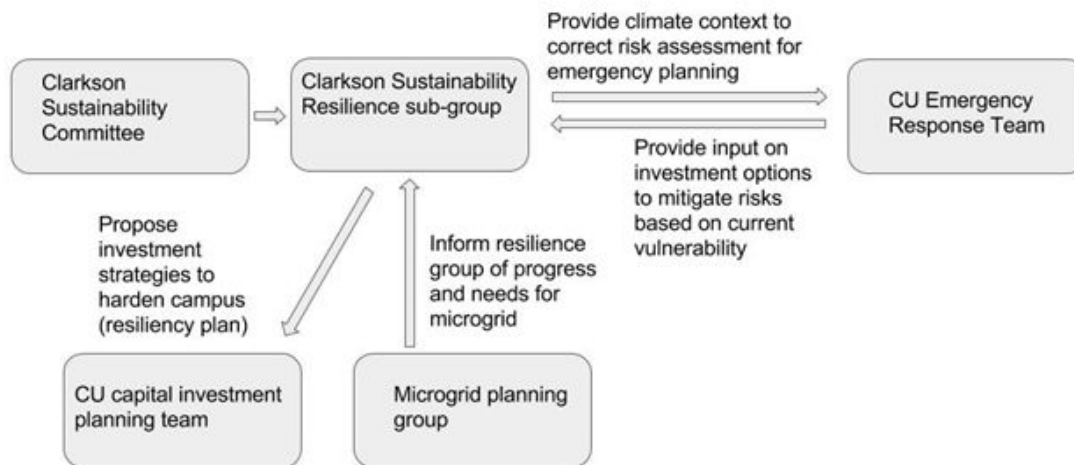 Provide climate context to
correct risk assessment for
emergency planning
Clarkson
Sustainability
Committee
Clarkson Sustainability
Resilience sub-group
CU Emergency
Response Team
Provide input on
investment options
to mitigate risks
based on current
vulnerability
Propose
investment
strategies to
harden campus
(resiliency plan)
Inform resilience
group of progress
and needs for
microgrid
CU capital investment
planning team
Microgrid planning
group